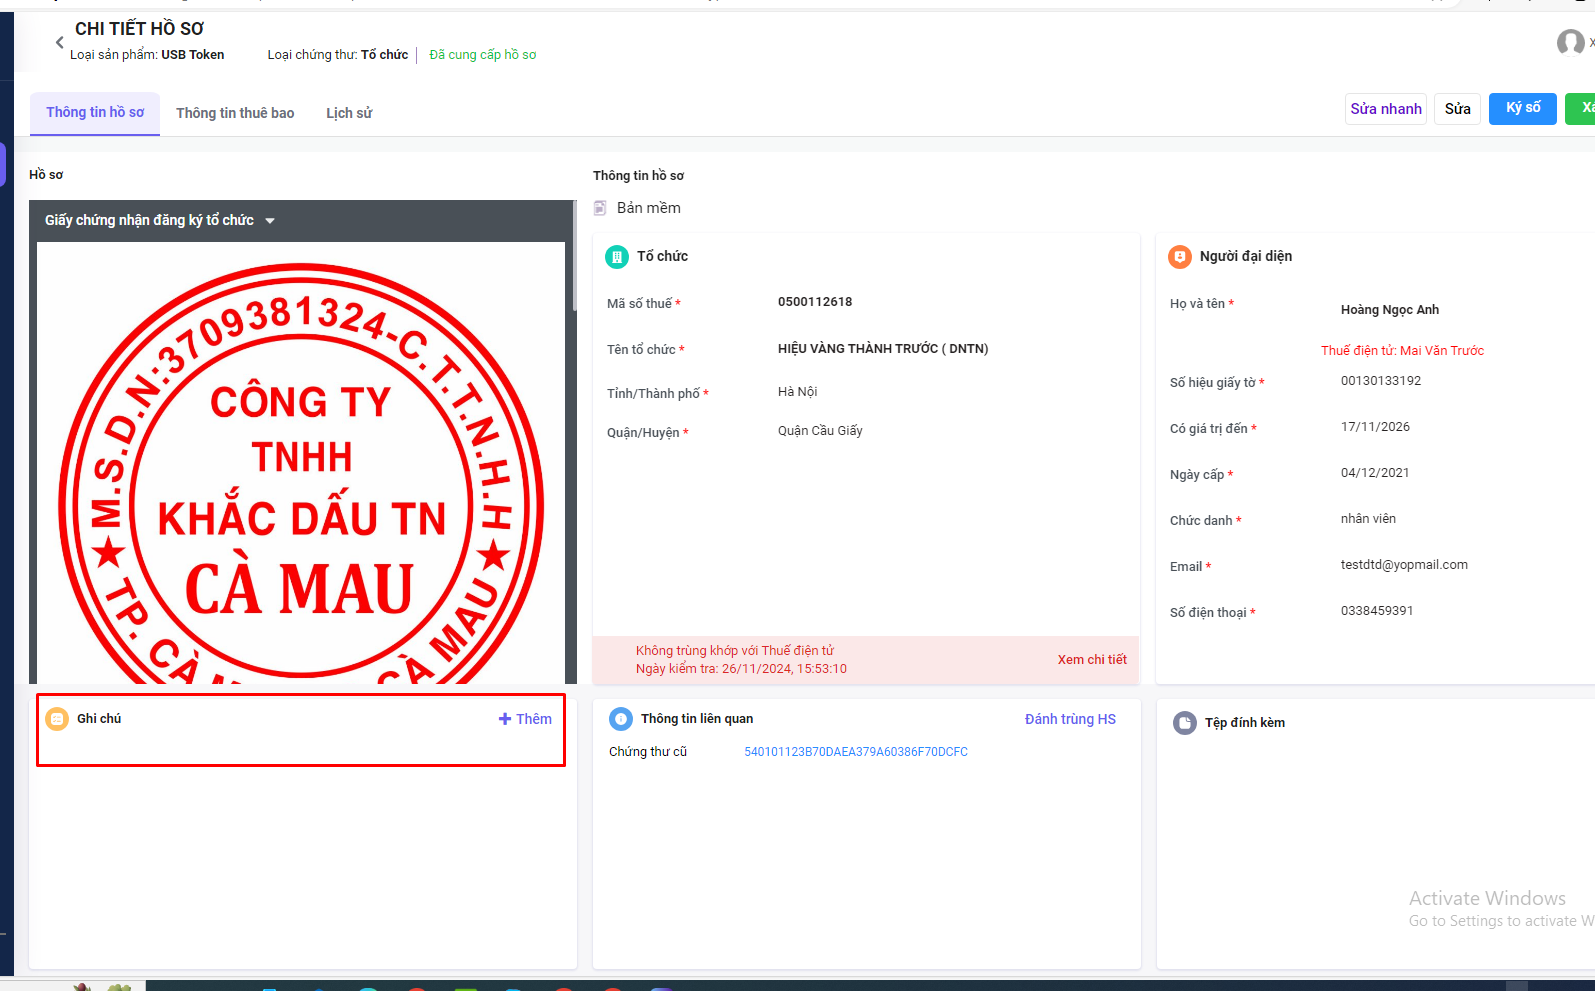 CHI TIẾT HỒ SƠ
Loại sản phẩm: USB Token
Loại chứng thư: Tổ chức
Đã cung cấp hồ sơ
Thông tin hồ sơ
Thông tin thuê bao
Lịch sử
Sửa nhanh
Sửa
Ký số
Hồ sơ
Giấy chứng nhận đăng ký tổ chức
M.S.D.N:3709381324-C.T.T.N.H.H
CÔNG TY
TNHH
KHẮC DẤU TN
CÀ MAU
Thông tin hồ sơ
Bản mềm
Tổ chức
Mã số thuế *
0500112618
Tên tổ chức *
HIỆU VÀNG THÀNH TRƯỚC ( DNTN)
Tỉnh/Thành phố *
Hà Nội
Quận/Huyện *
Quận Cầu Giấy
Không trùng khớp với Thuế điện tử
Ngày kiểm tra: 26/11/2024, 15:53:10
Xem chi tiết
Người đại diện
Họ và tên *
Hoàng Ngọc Anh
Thuế điện tử: Mai Văn Trước
Số hiệu giấy tờ *
00130133192
Có giá trị đến *
17/11/2026
Ngày cấp *
04/12/2021
Chức danh *
nhân viên
Email *
testdtd@yopmail.com
Số điện thoại *
0338459391
Ghi chú
Thêm
Thông tin liên quan
Đánh trùng HS
Chứng thư cũ
540101123B70DAEA379A60386F70DCFC
Tệp đính kèm
Activate Windows
Go to Settings to activate